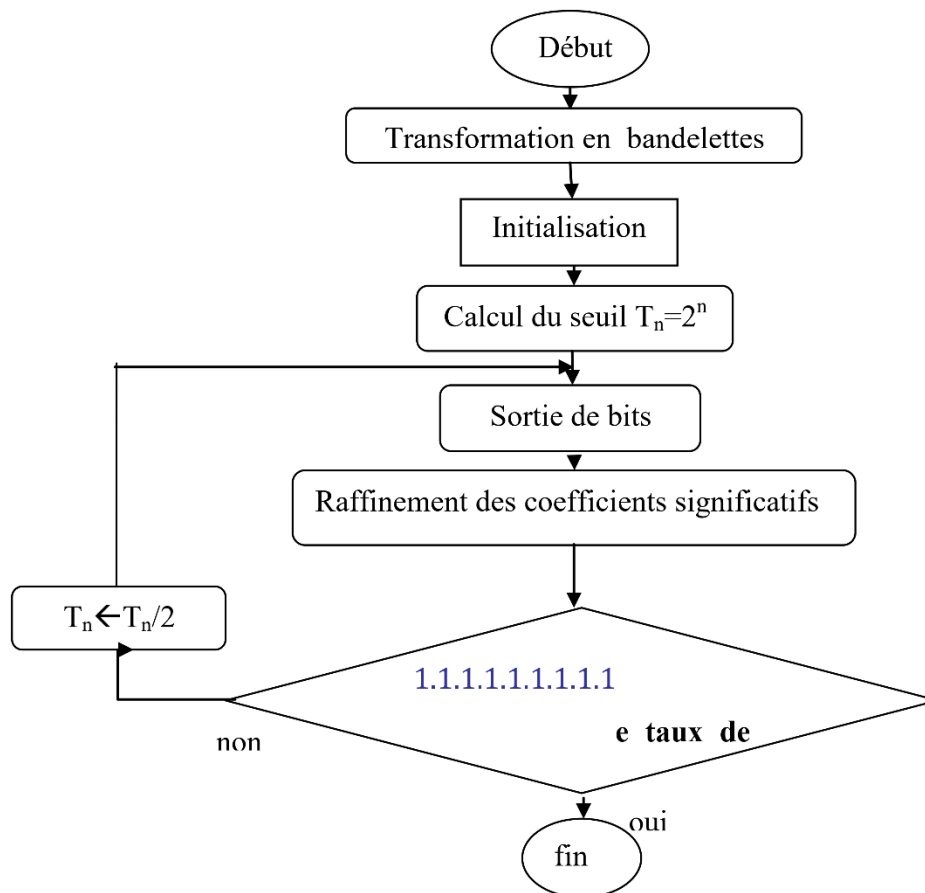 Début
Transformation en bandelettes
Initialisation
Calcul du seuil Tₙ=2ⁿ
Sortie de bits
Raffinement des coefficients significatifs
Tₙ←Tₙ/2
1.1.1.1.1.1.1.1.1
e taux de
non
oui
fin